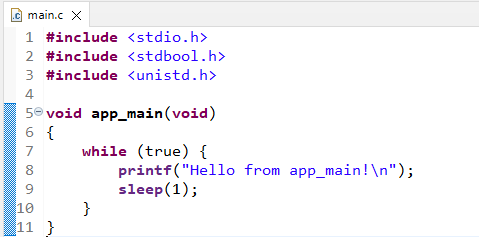 main.c
1 #include <stdio.h>
2 #include <stdbool.h>
3 #include <unistd.h>
4
5 void app_main(void)
6 {
7     while (true) {
8         printf("Hello from app_main!\n");
9         sleep(1);
10     }
11 }